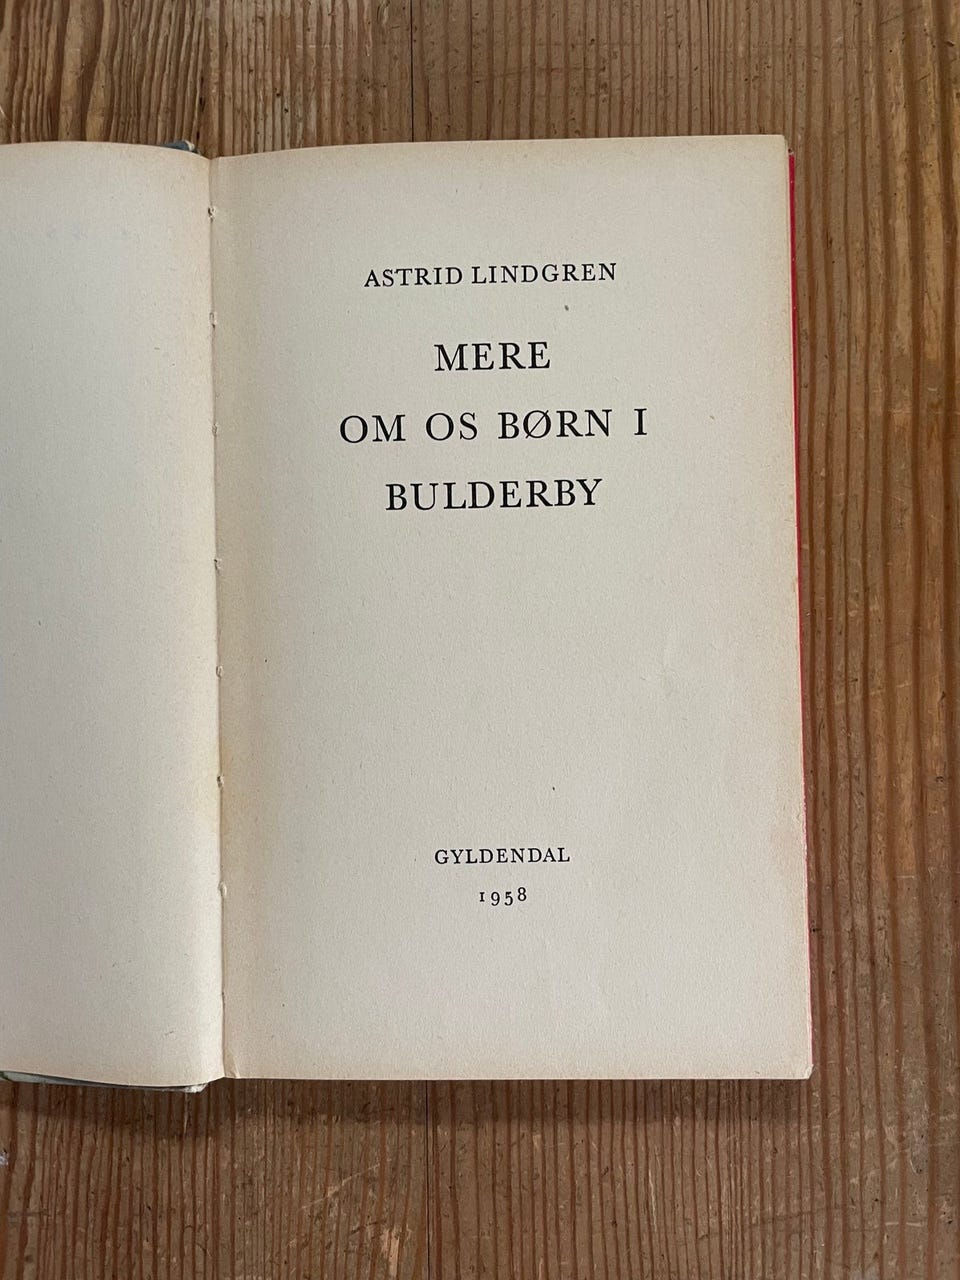 ASTRID LINDGREN
MERE
OM OS BØRN I
BULDERBY
GYLDENDAL
1958